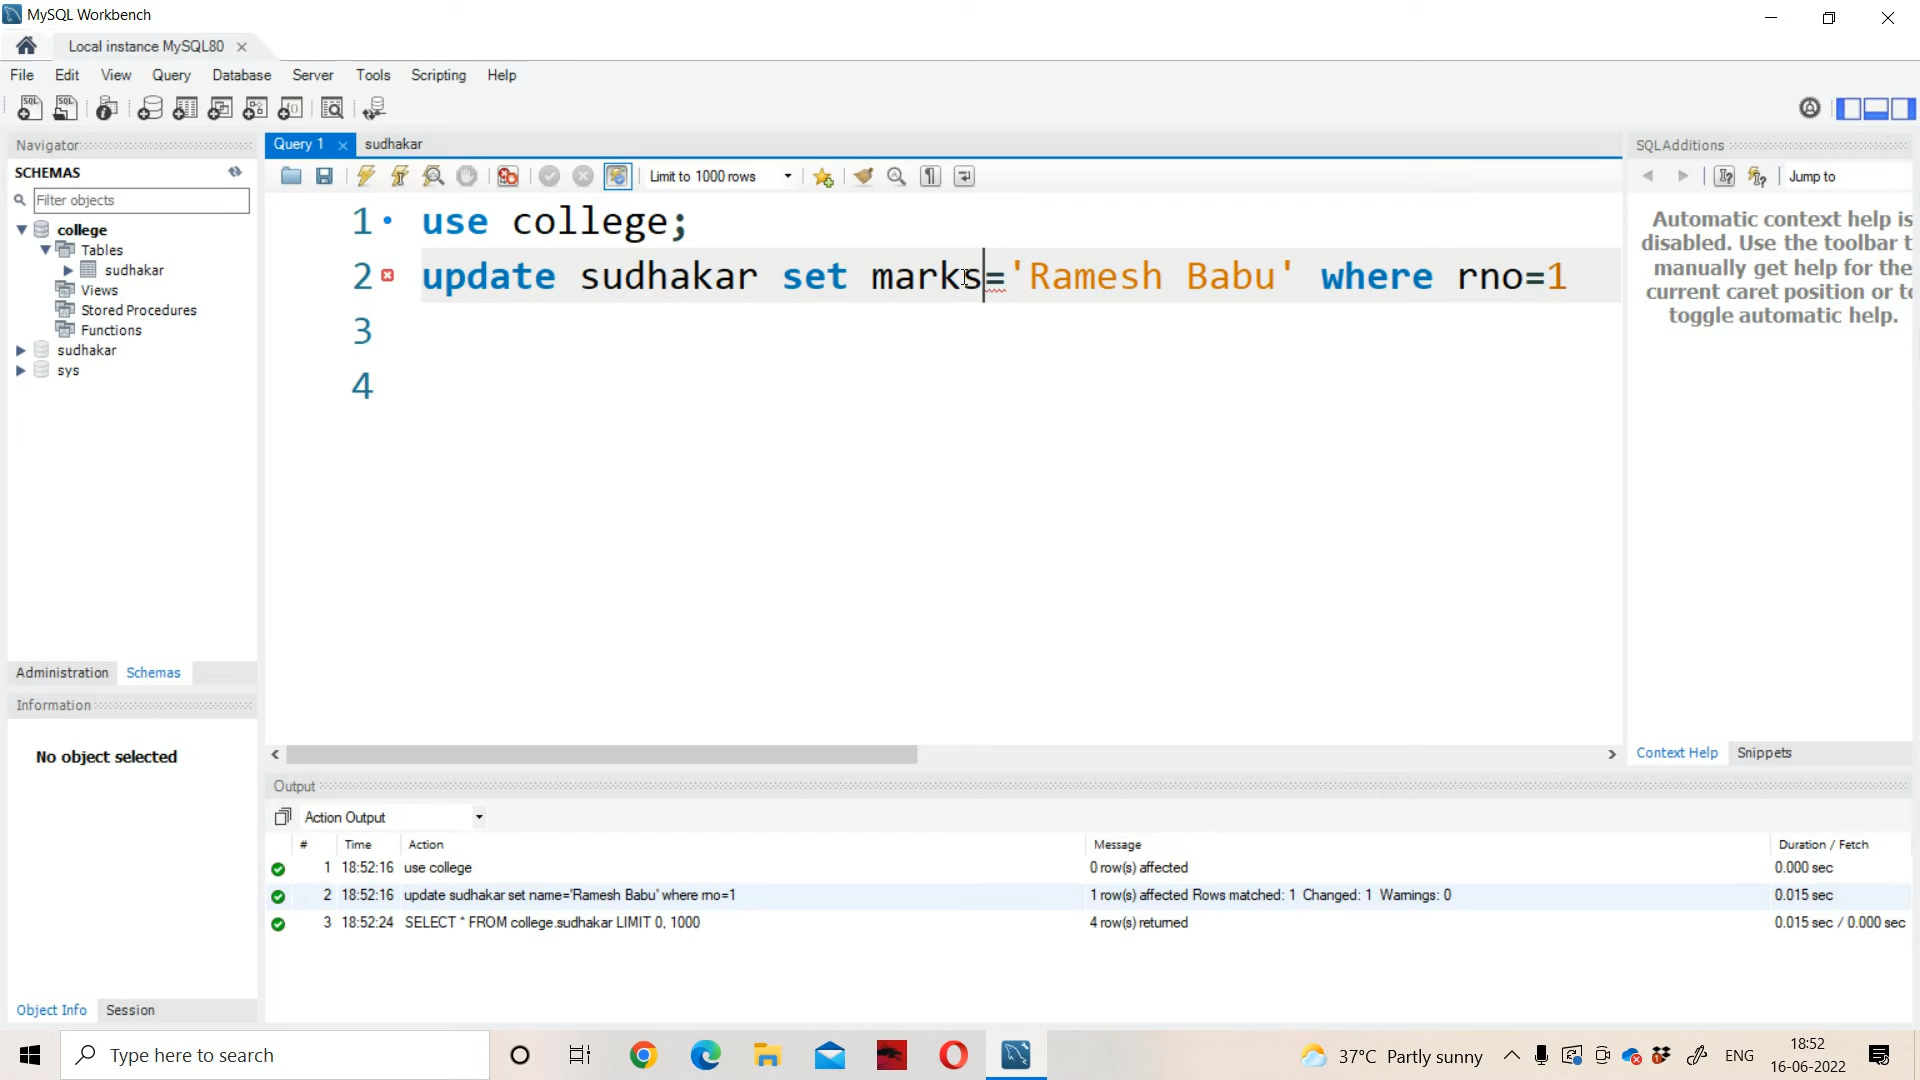 MySQL Workbench
Local instance MySQL80
File Edit View Query Database Server Tools Scripting Help
Navigator
SCHEMAS
Filter objects
college
Tables
sudhakar
Views
Stored Procedures
Functions
sudhakar
sys
Administration Schemas
Information
No object selected
Object Info Session
Query 1 sudhakar
Limit to 1000 rows
1 use college;
2 update sudhakar set marks='Ramesh Babu' where rno=1
3
4
SQLAdditions
Jump to
Automatic context help is
disabled. Use the toolbar t
manually get help for the
current caret position or to
toggle automatic help.
Context Help Snippets
Output
Action Output
# Time Action Message Duration / Fetch
1 18:52:16 use college 0 row(s) affected 0.000 sec
2 18:52:16 update sudhakar set name='Ramesh Babu' where rno=1 1 row(s) affected Rows matched: 1 Changed: 1 Warnings: 0 0.015 sec
3 18:52:24 SELECT * FROM college.sudhakar LIMIT 0, 1000 4 row(s) returned 0.015 sec / 0.000 sec
Type here to search
37°C Partly sunny
ENG
18:52
16-06-2022